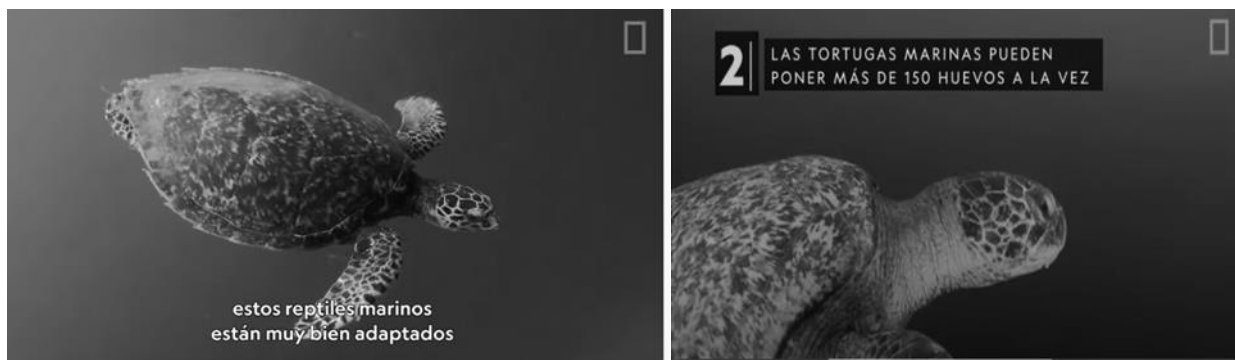 estos reptiles marinos
están muy bien adaptados
2
LAS TORTUGAS MARINAS PUEDEN
PONER MÁS DE 150 HUEVOS A LA VEZ